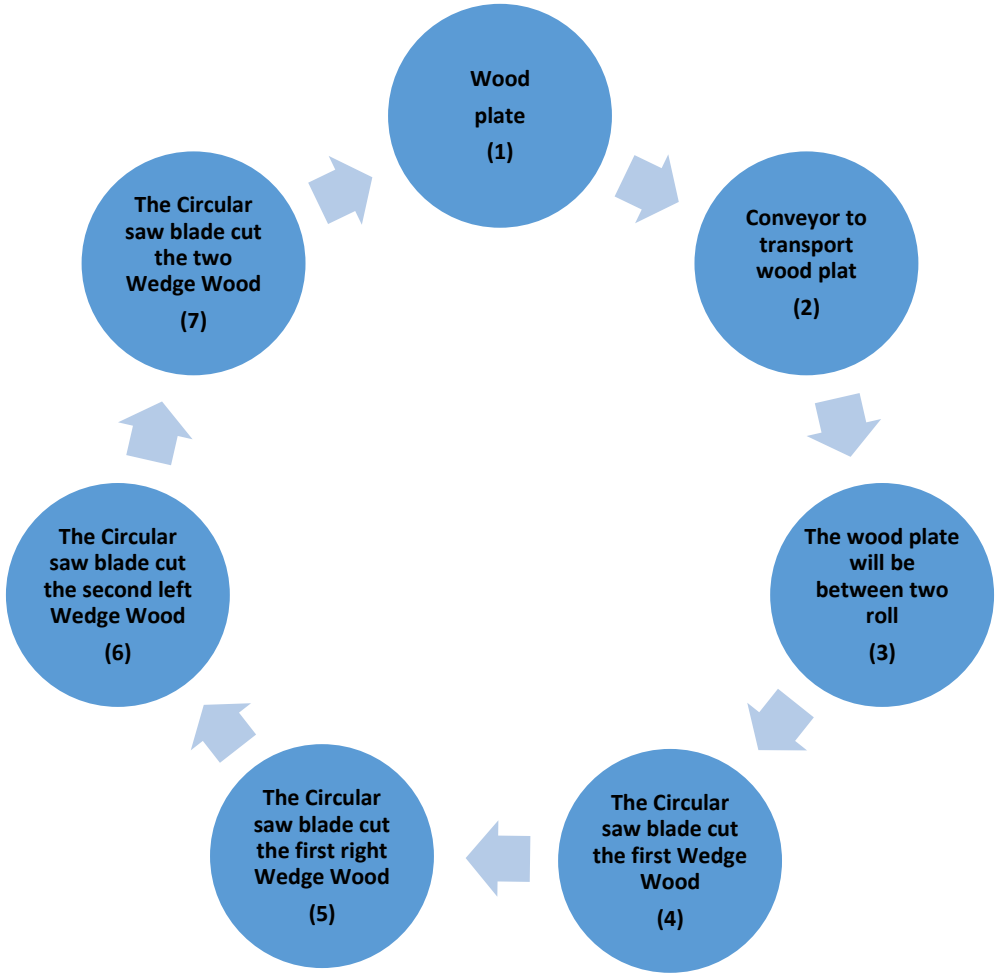 Wood
plate
(1)
Conveyor to
transport
wood plat
(2)
The wood plate
will be
between two
roll
(3)
The Circular
saw blade cut
the first Wedge
Wood
(4)
The Circular
saw blade cut
the first right
Wedge Wood
(5)
The Circular
saw blade cut
the second left
Wedge Wood
(6)
The Circular
saw blade cut
the two
Wedge Wood
(7)